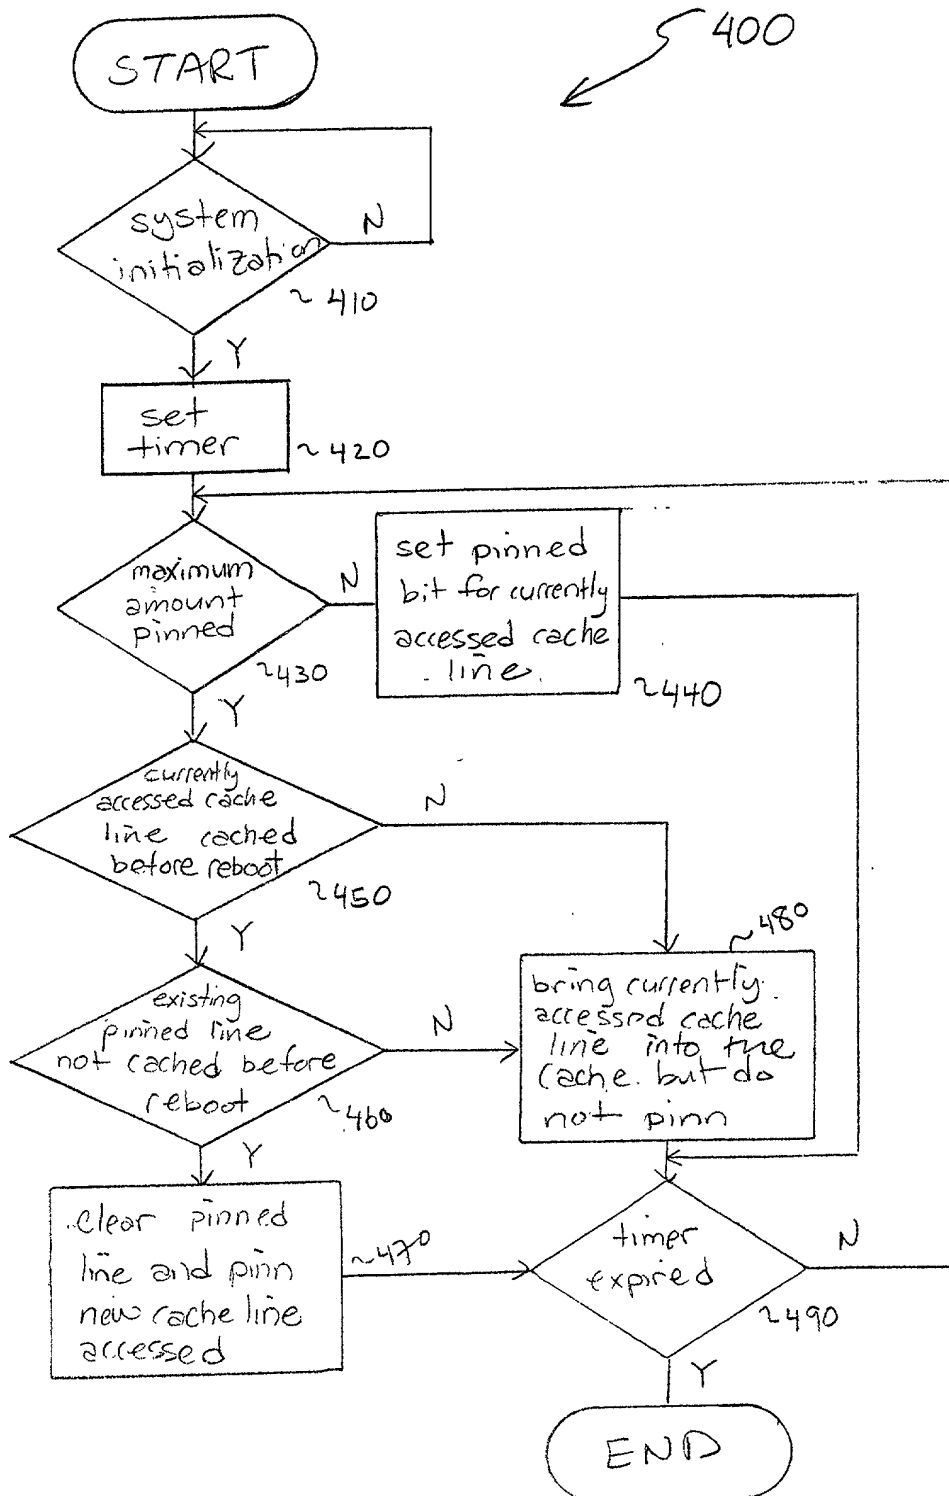 400
START
system
initialization
N
~410
Y
set
timer
~420
maximum
amount
pinned
N
~430
set pinned
bit for currently
accessed cache
line.
~440
Y
currently
accessed cache
line cached
before reboot
N
~450
Y
existing
pinned line
not cached before
reboot
N
~460
~480
bring currently
accessed cache
line into the
cache but do
not pinn
Y
clear pinned
line and pinn
new cache line
accessed
~470
timer
expired
N
~490
Y
END